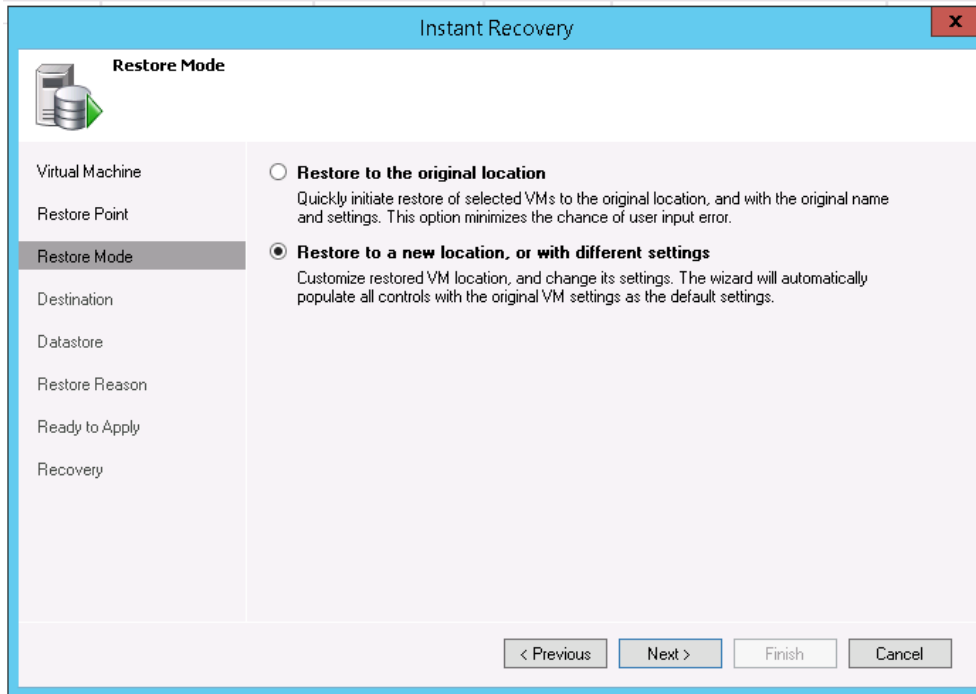 Instant Recovery
x
Restore Mode
Virtual Machine
Restore Point
Restore Mode
Destination
Datastore
Restore Reason
Ready to Apply
Recovery
Restore to the original location
Quickly initiate restore of selected VMs to the original location, and with the original name
and settings. This option minimizes the chance of user input error.
Restore to a new location, or with different settings
Customize restored VM location, and change its settings. The wizard will automatically
populate all controls with the original VM settings as the default settings.
< Previous
Next >
Finish
Cancel